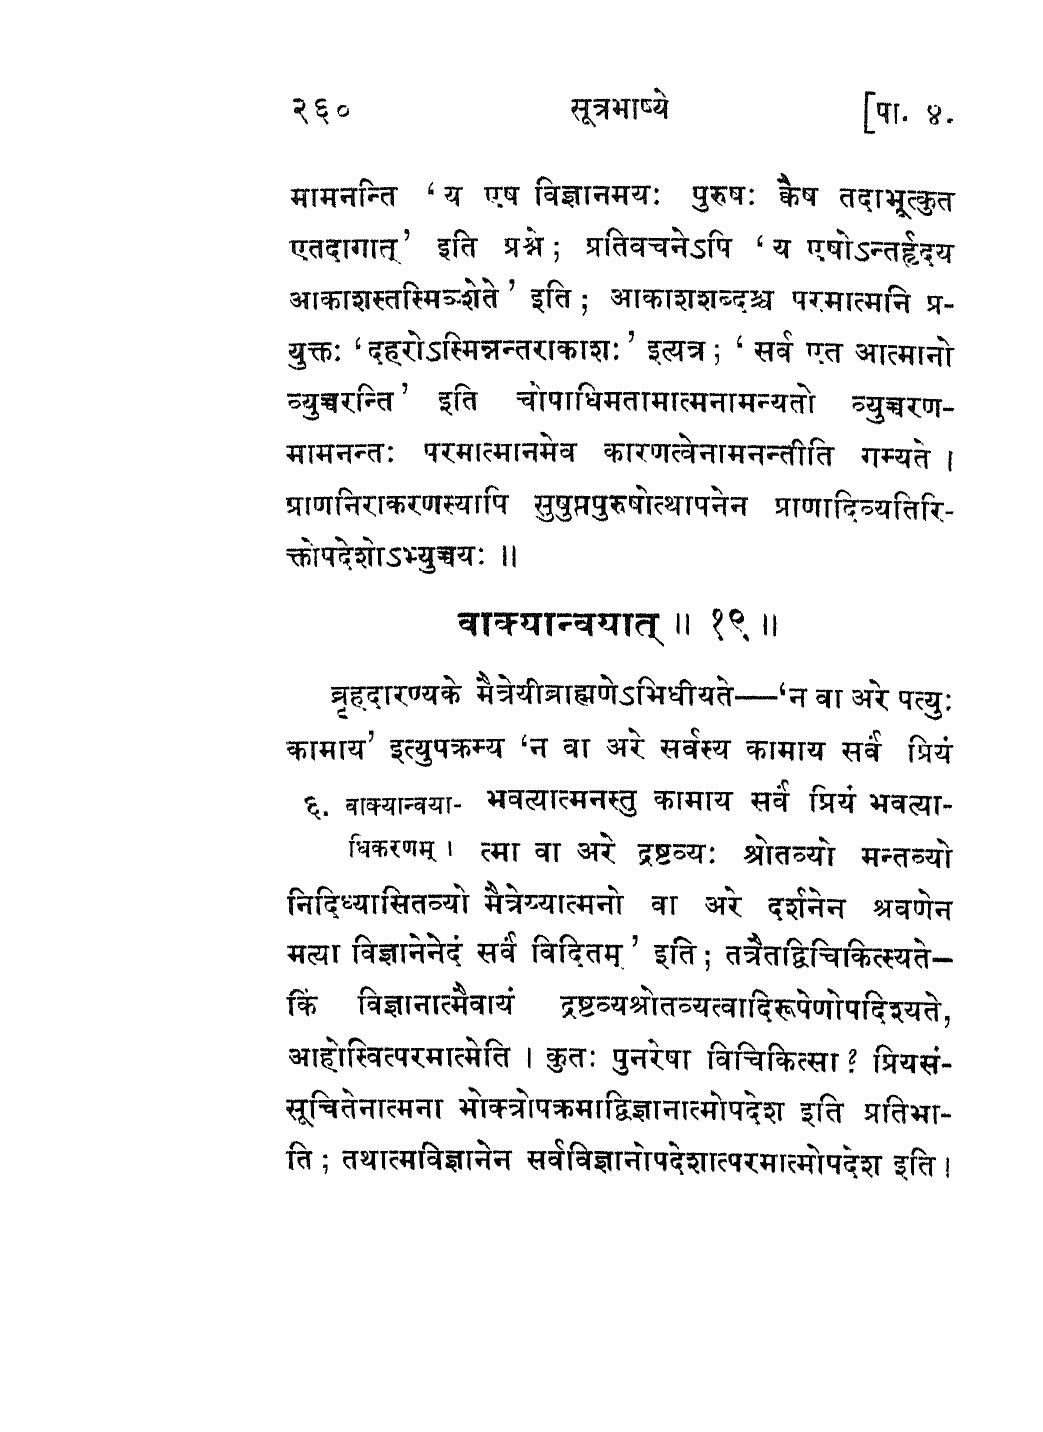 २६० सूत्रभाष्ये [पा. ४.
मामनन्ति ‘ य एष विज्ञानमयः पुरुषः क्वैष तदाभूत्कुत
एतदागात् ’ इति प्रश्ने ; प्रतिवचनेऽपि ‘ य एषोऽन्तर्हृदय
आकाशस्तस्मिञ्शेते ’ इति ; आकाशशब्दश्च परमात्मनि प्र-
युक्तः ‘ दहरोऽस्मिन्नन्तराकाशः ’ इत्यत्र ; ‘ सर्व एत आत्मानो
व्युच्चरन्ति ’ इति चोपाधिमतामात्मनामन्यतो व्युच्चरण-
मामनन्तः परमात्मानमेव कारणत्वेनामनन्तीति गम्यते ।
प्राणनिराकरणस्यापि सुषुप्तपुरुषोत्थापनेन प्राणादिव्यतिरि-
क्तोपदेशोऽभ्युच्चयः ॥
वाक्यान्वयात् ॥ १९ ॥
बृहदारण्यके मैत्रेयीब्राह्मणेऽभिधीयते—‘न वा अरे पत्युः
कामाय’ इत्युपक्रम्य ‘न वा अरे सर्वस्य कामाय सर्वं प्रियं
६. वाक्यान्वया- भवत्यात्मनस्तु कामाय सर्वं प्रियं भवत्या-
धिकरणम् । त्मा वा अरे द्रष्टव्यः श्रोतव्यो मन्तव्यो
निदिध्यासितव्यो मैत्रेय्यात्मनो वा अरे दर्शनेन श्रवणेन
मत्या विज्ञानेनेदं सर्वं विदितम् ’ इति ; तत्रैतद्विचिकित्स्यते—
किं विज्ञानात्मैवायं द्रष्टव्यश्रोतव्यत्वादिरूपेणोपदिश्यते,
आहोस्वित्परमात्मेति । कुतः पुनरेषा विचिकित्सा ? प्रियसं-
सूचितेनात्मना भोक्त्रोपक्रमाद्विज्ञानात्मोपदेश इति प्रतिभा-
ति ; तथात्मविज्ञानेन सर्वविज्ञानोपदेशात्परमात्मोपदेश इति ।